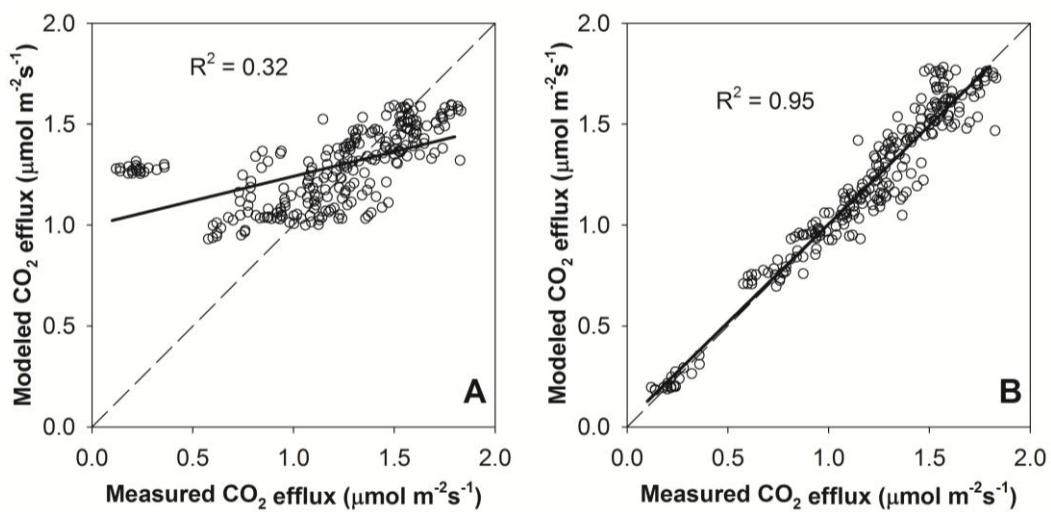 2.0
1.5
1.0
0.5
0.0
0.0 0.5 1.0 1.5 2.0
Modeled CO₂ efflux (μmol m⁻²s⁻¹)
Measured CO₂ efflux (μmol m⁻²s⁻¹)
R² = 0.32
A
2.0
1.5
1.0
0.5
0.0
0.0 0.5 1.0 1.5 2.0
Modeled CO₂ efflux (μmol m⁻²s⁻¹)
Measured CO₂ efflux (μmol m⁻²s⁻¹)
R² = 0.95
B